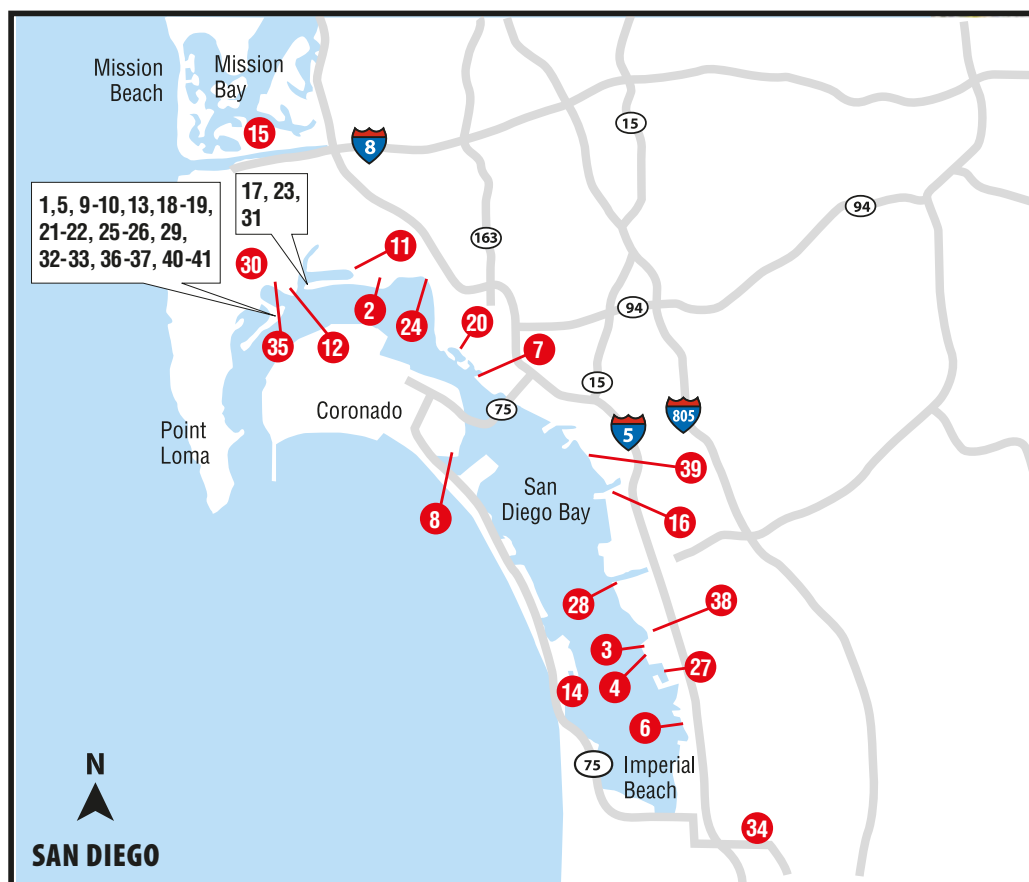 Mission
Beach
Mission
Bay
15
8
15
94
1,5, 9-10, 13,18-19,
21-22, 25-26, 29,
32-33, 36-37, 40-41
17, 23,
31
163
11
30
2
24
94
20
7
35
12
15
Coronado
75
805
5
Point
Loma
39
San
Diego Bay
8
16
28
38
3
27
4
14
6
75
Imperial
Beach
N
34
SAN DIEGO